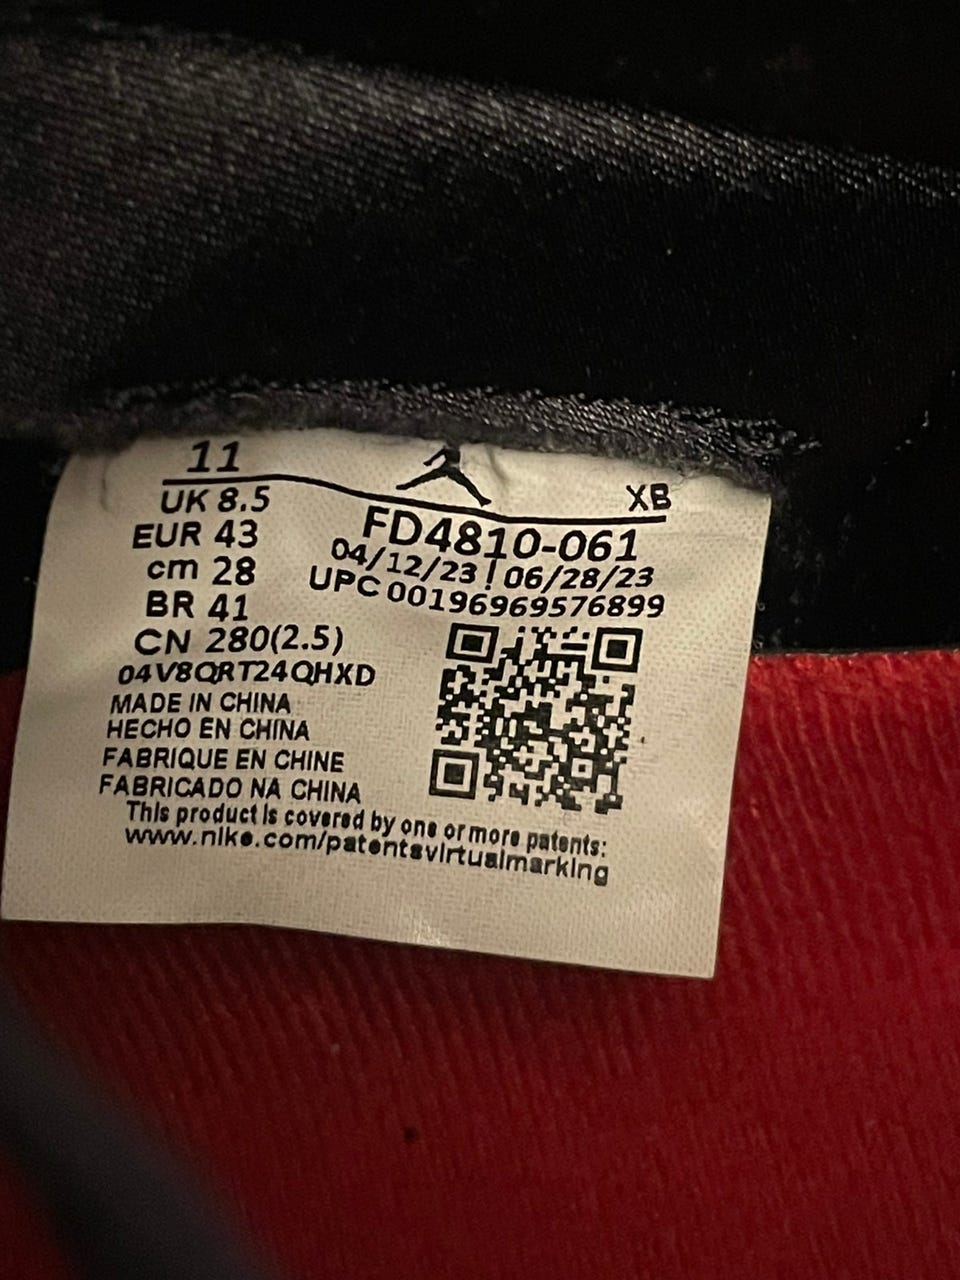 11
XB
UK 8.5
EUR 43
cm 28
BR 41
CN 280(2.5)
FD4810-061
04/12/23 | 06/28/23
UPC 00196969576899
04V8QRT24QHXD
MADE IN CHINA
HECHO EN CHINA
FABRIQUE EN CHINE
FABRICADO NA CHINA
This product is covered by one or more patents:
www.nike.com/patentsvirtualmarking